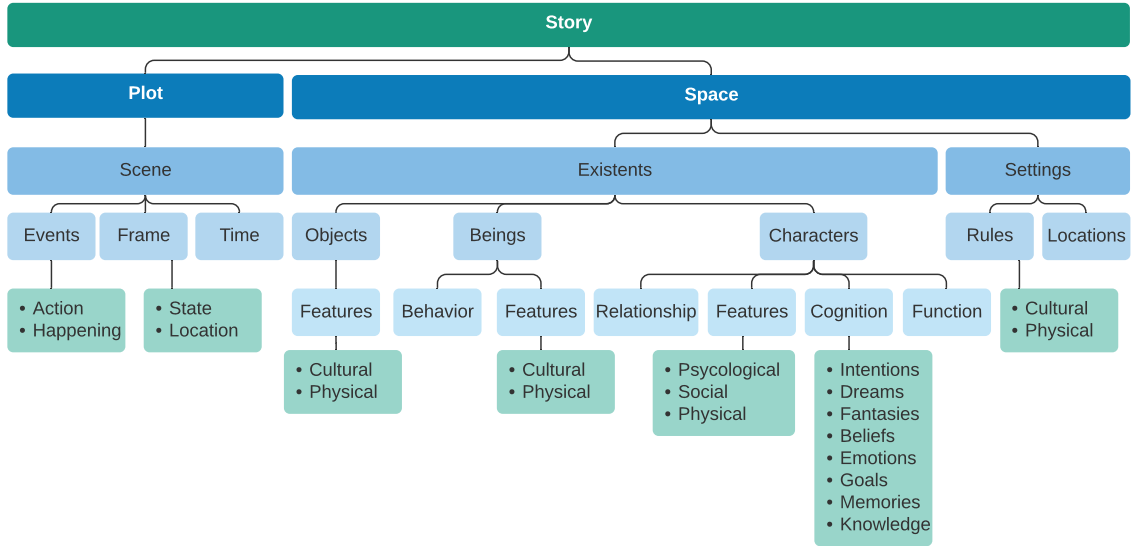 Story
Plot
Space
Scene
Existents
Settings
Events
Frame
Time
Objects
Beings
Characters
Rules
Locations
Features
Behavior
Features
Relationship
Features
Cognition
Function
• Action
• Happening
• State
• Location
• Cultural
• Physical
• Cultural
• Physical
• Cultural
• Physical
• Psycological
• Social
• Physical
• Intentions
• Dreams
• Fantasies
• Beliefs
• Emotions
• Goals
• Memories
• Knowledge